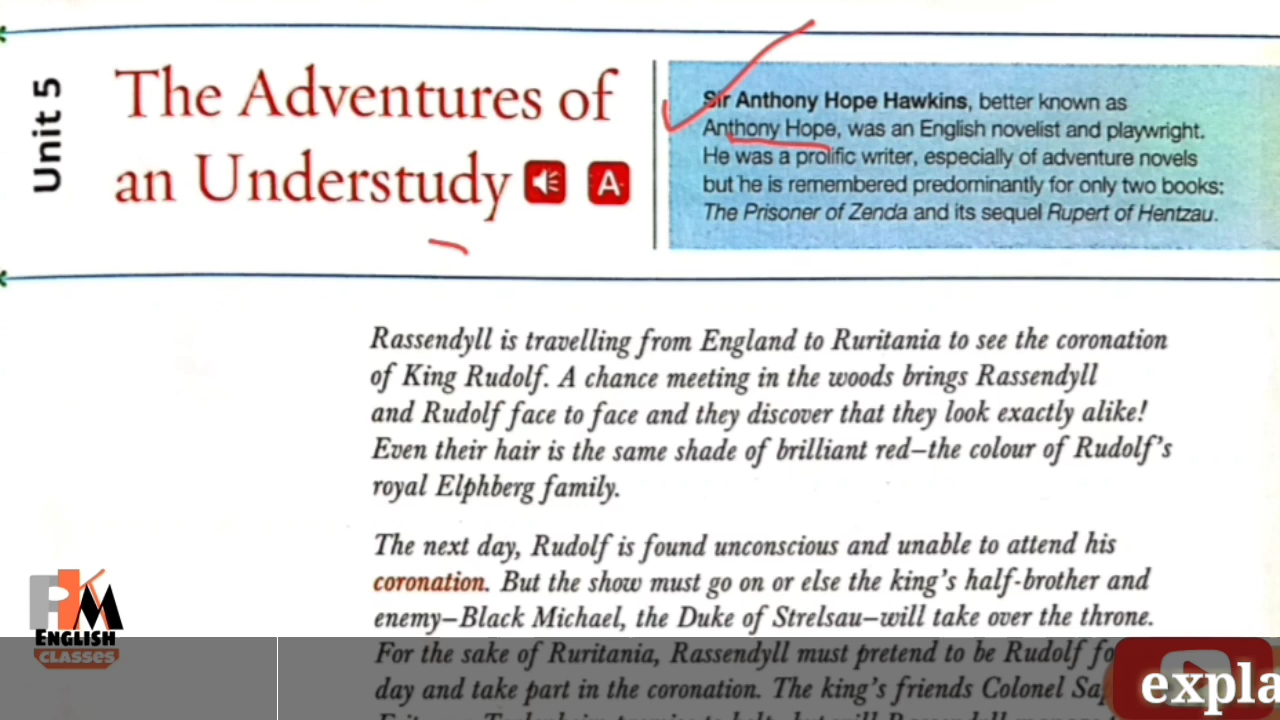 Unit 5
The Adventures of
an Understudy
A
Sir Anthony Hope Hawkins, better known as
Anthony Hope, was an English novelist and playwright.
He was a prolific writer, especially of adventure novels
but he is remembered predominantly for only two books:
The Prisoner of Zenda and its sequel Rupert of Hentzau.
Rassendyll is travelling from England to Ruritania to see the coronation
of King Rudolf. A chance meeting in the woods brings Rassendyll
and Rudolf face to face and they discover that they look exactly alike!
Even their hair is the same shade of brilliant red—the colour of Rudolf's
royal Elphberg family.
The next day, Rudolf is found unconscious and unable to attend his
coronation. But the show must go on or else the king's half-brother and
enemy—Black Michael, the Duke of Strelsau—will take over the throne.
For the sake of Ruritania, Rassendyll must pretend to be Rudolf
day and take part in the coronation. The king's friends Colonel
PKM
ENGLISH
CLASSES
expla